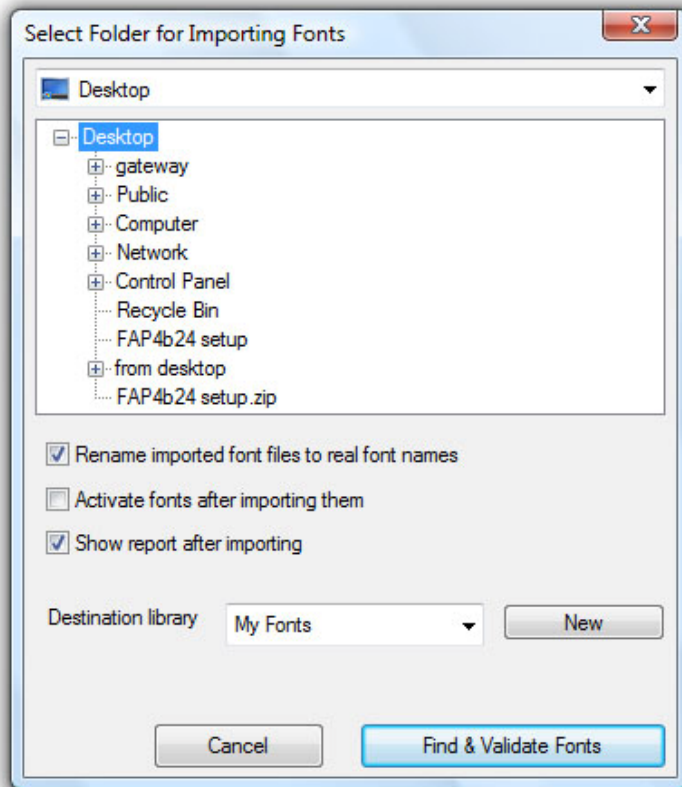 Select Folder for Importing Fonts
Desktop
Desktop
gateway
Public
Computer
Network
Control Panel
Recycle Bin
FAP4b24 setup
from desktop
FAP4b24 setup.zip
Rename imported font files to real font names
Activate fonts after importing them
Show report after importing
Destination library My Fonts New
Cancel Find & Validate Fonts